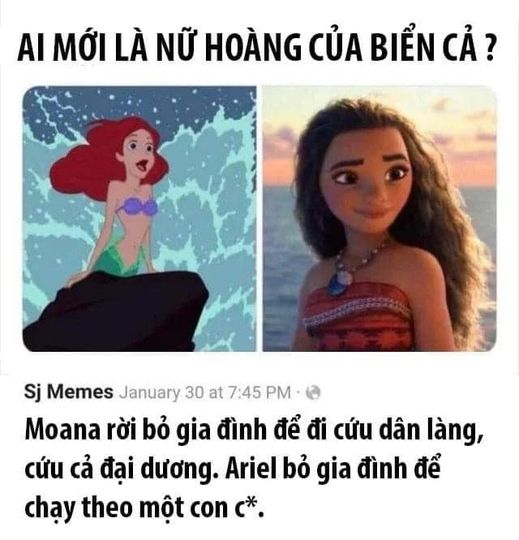 AI MỚI LÀ NỮ HOÀNG CỦA BIỂN CẢ ?
Sj Memes January 30 at 7:45 PM ·
Moana rời bỏ gia đình để đi cứu dân làng,
cứu cả đại dương. Ariel bỏ gia đình để
chạy theo một con c*.